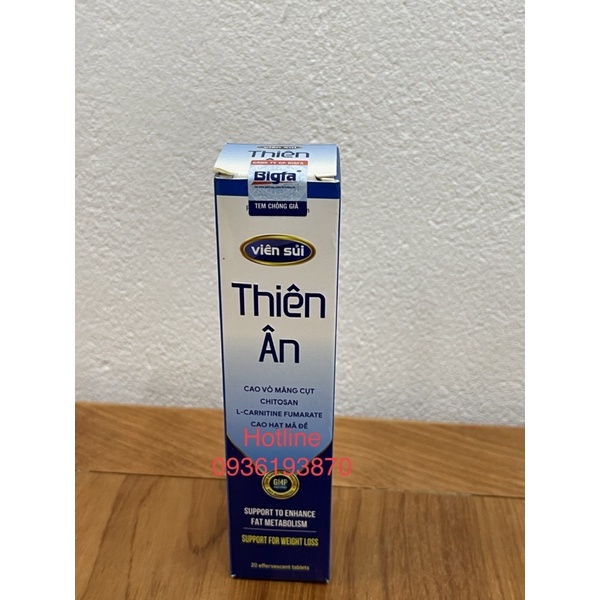 Thiên
Bigfa
TEM CHỐNG GIẢ
Viên sủi
Thiên
Ân
CAO VỎ MĂNG CỤT
CHITOSAN
L-CARNITINE FUMARATE
CAO HẠT MÃ ĐỀ
Hotline
0936193879
GMP
SUPPORT TO ENHANCE
FAT METABOLISM
SUPPORT FOR WEIGHT LOSS
20 effervescent tablets